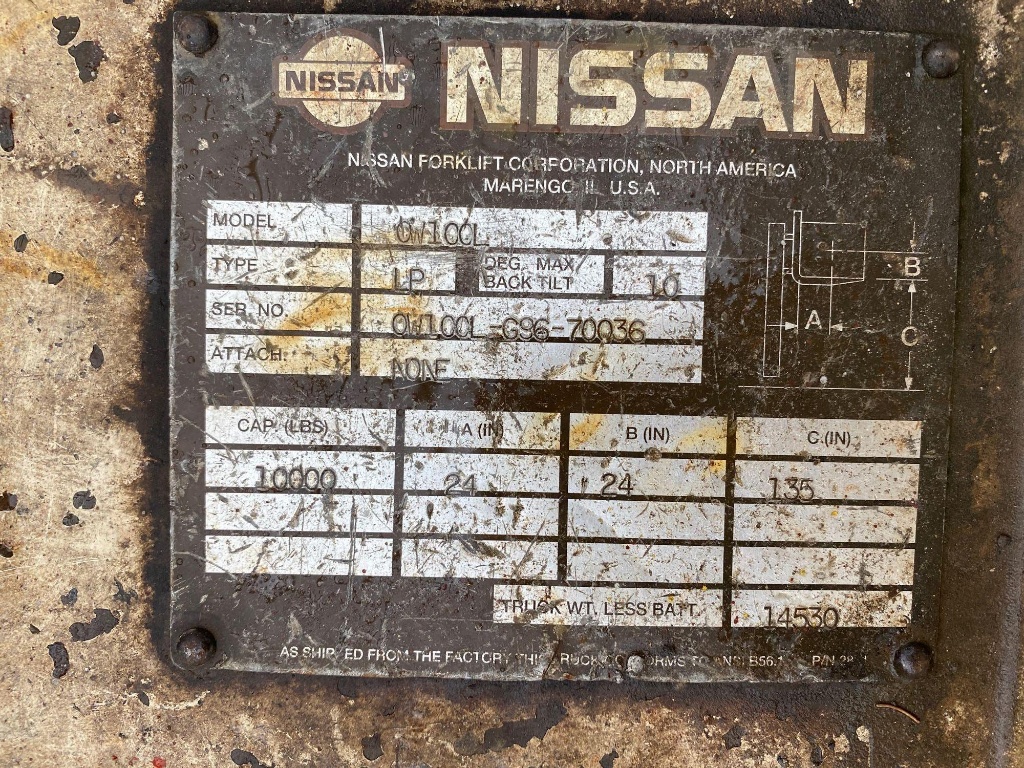 NISSAN NISSAN
NISSAN FORKLIFT CORPORATION, NORTH AMERICA
MARENGO IL U.S.A.
MODEL OW100L
TYPE LP DEG. MAX BACK TILT 10
SER. NO. OW100L-G96-70036
ATTACH. NONE
B
A
C
CAP. (LBS) A (IN) B (IN) C (IN)
10000 24 24 135
TRUCK WT. LESS BATT. 14530
AS SHIPPED FROM THE FACTORY THIS TRUCK CONFORMS TO ANSI B56.1 P/N